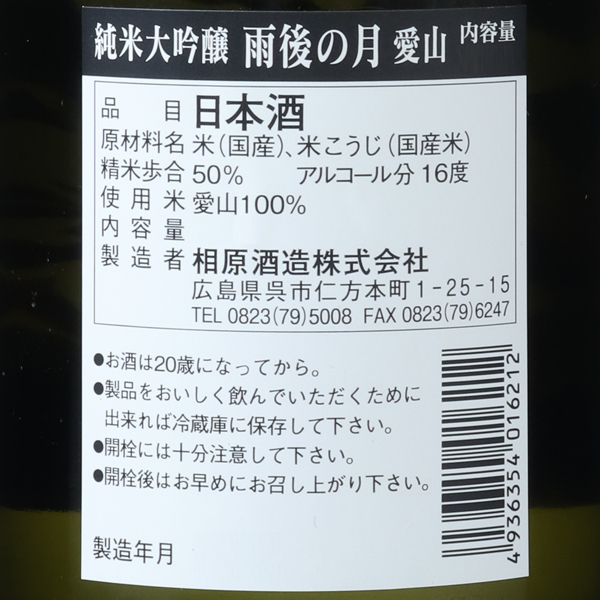 純米大吟醸 雨後の月 愛山 内容量
品目 日本酒
原材料名 米（国産）、米こうじ（国産米）
精米歩合 50% アルコール分 16度
使用米 愛山100%
内容量
製造者 相原酒造株式会社
広島県呉市仁方本町1-25-15
TEL 0823(79)5008 FAX 0823(79)6247
●お酒は20歳になってから。
●製品をおいしく飲んでいただくために
出来れば冷蔵庫に保存して下さい。
●開栓には十分注意して下さい。
●開栓後はお早めにお召し上がり下さい。
製造年月
4936354016212